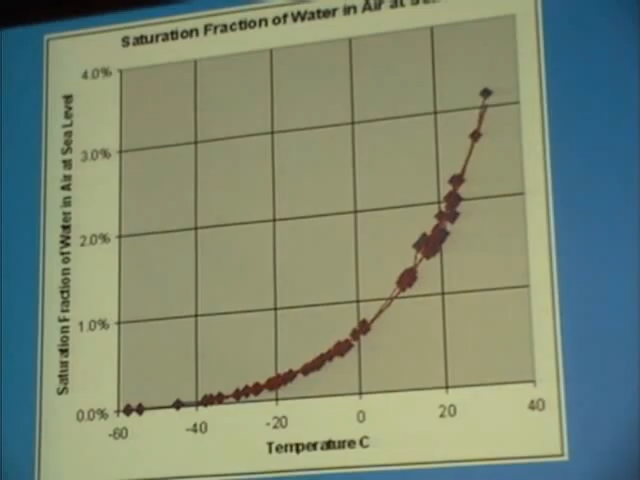 Saturation Fraction of Water in Air at
4.0%
3.0%
2.0%
1.0%
0.0%
Saturation Fraction of Water in Air at Sea Level
-60 -40 -20 0 20 40
Temperature C